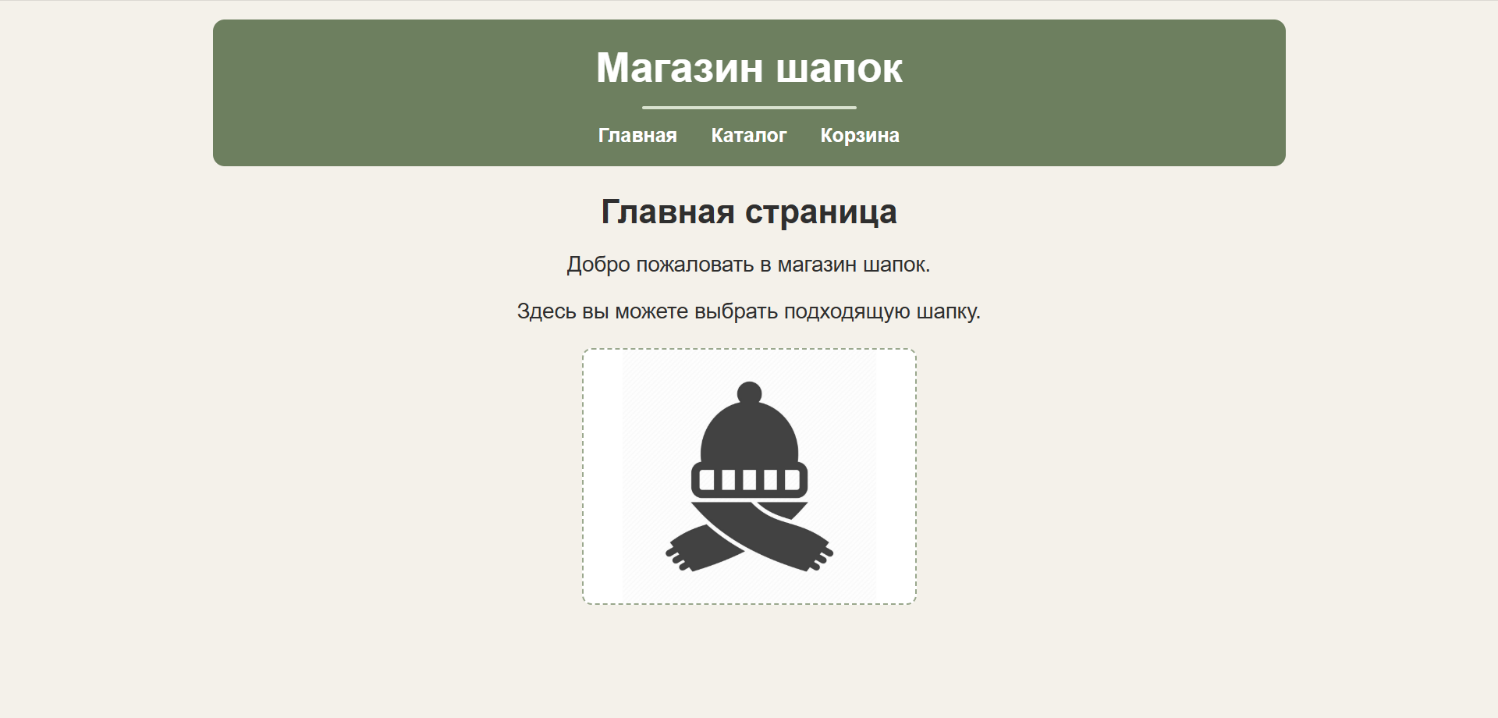 Магазин шапок
Главная Каталог Корзина
Главная страница
Добро пожаловать в магазин шапок.
Здесь вы можете выбрать подходящую шапку.